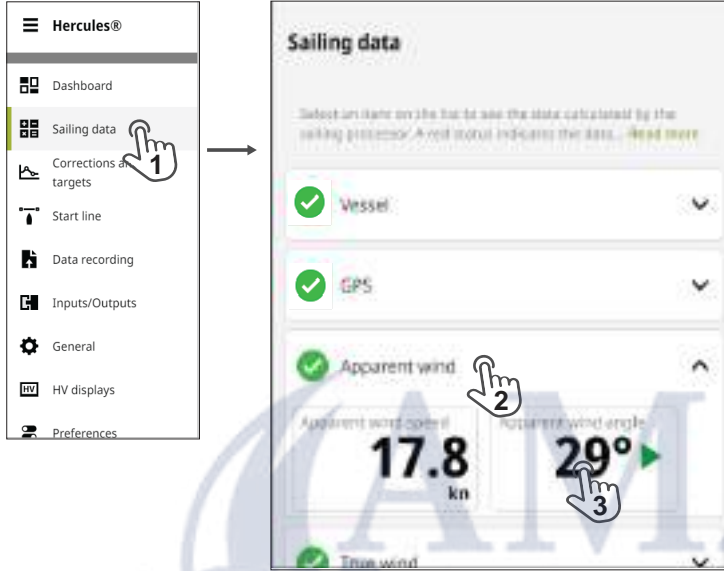 Hercules®
Dashboard
Sailing data
1
Corrections a
targets
Start line
Data recording
Inputs/Outputs
General
HV HV displays
Preferences
Sailing data
Select an item on the list to see the data calculated by the
sailing processor. A red status indicates the data... Read more
Vessel
GPS
Apparent wind
2
Apparent wind speed
17.8
kn
Apparent wind angle
29°
3
True wind
AMA